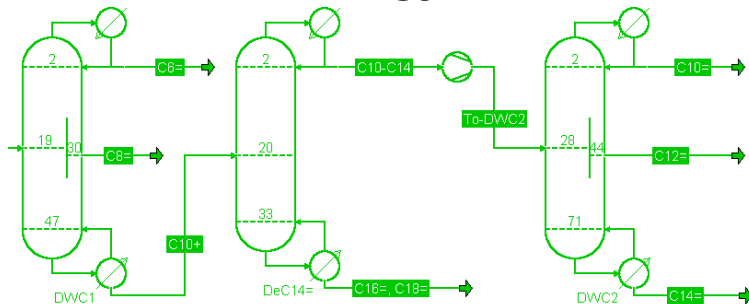 2
C6=
19
30
C8=
47
DWC1
C10+
2
C10-C14
20
33
DeC14=
C16=, C18=
To-DWC2
2
C10=
28
44
C12=
71
DWC2
C14=